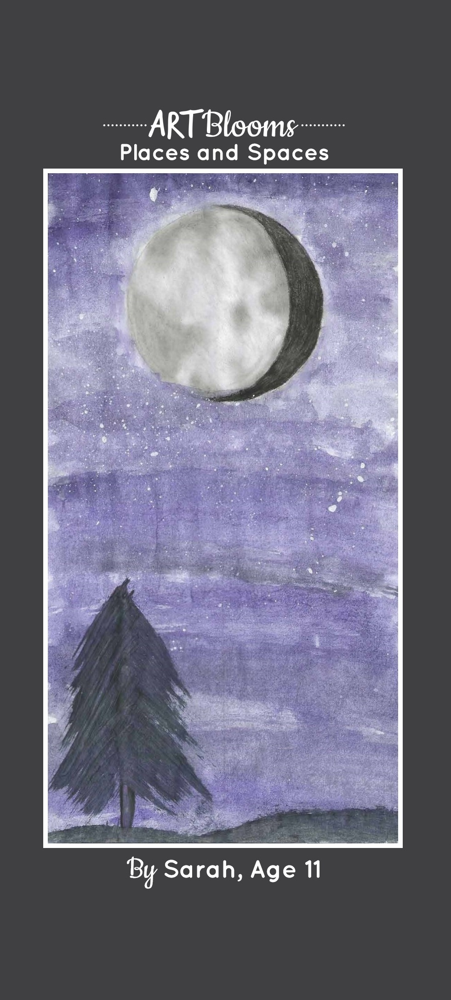 ART Blooms
Places and Spaces
By Sarah, Age 11